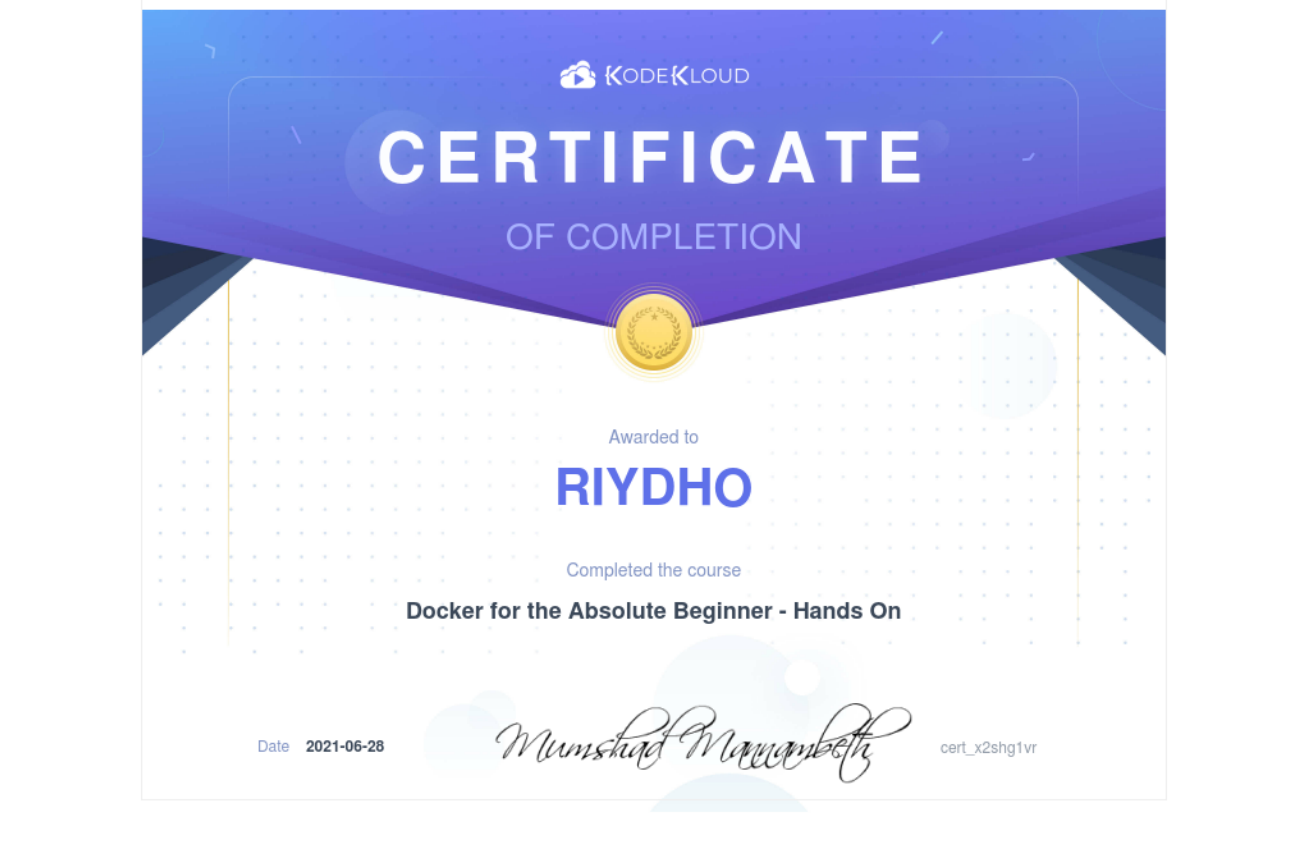 KODEKLOUD
CERTIFICATE
OF COMPLETION
Awarded to
RIYDHO
Completed the course
Docker for the Absolute Beginner - Hands On
Date 2021-06-28
Mumshad Mannambeth
cert_x2shg1vr